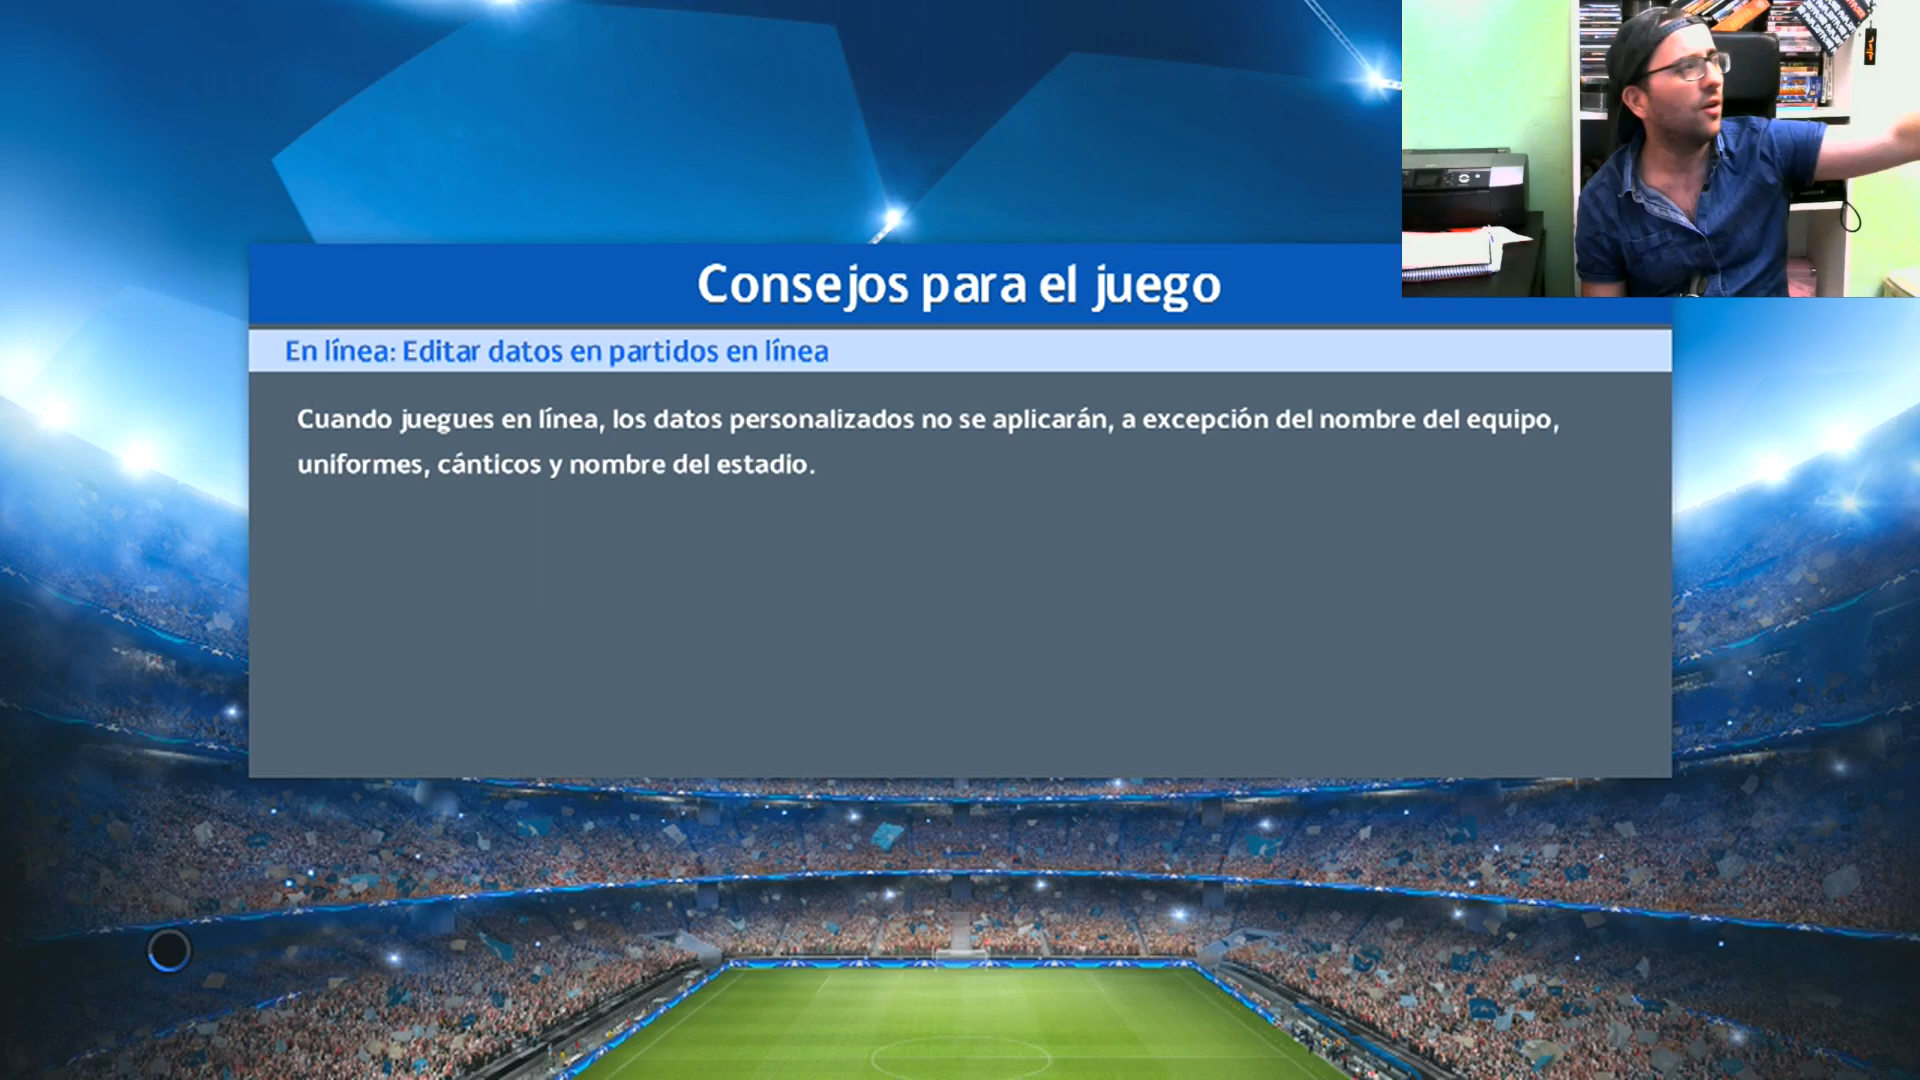 Consejos para el juego
En línea: Editar datos en partidos en línea
Cuando juegues en línea, los datos personalizados no se aplicarán, a excepción del nombre del equipo,
uniformes, cánticos y nombre del estadio.